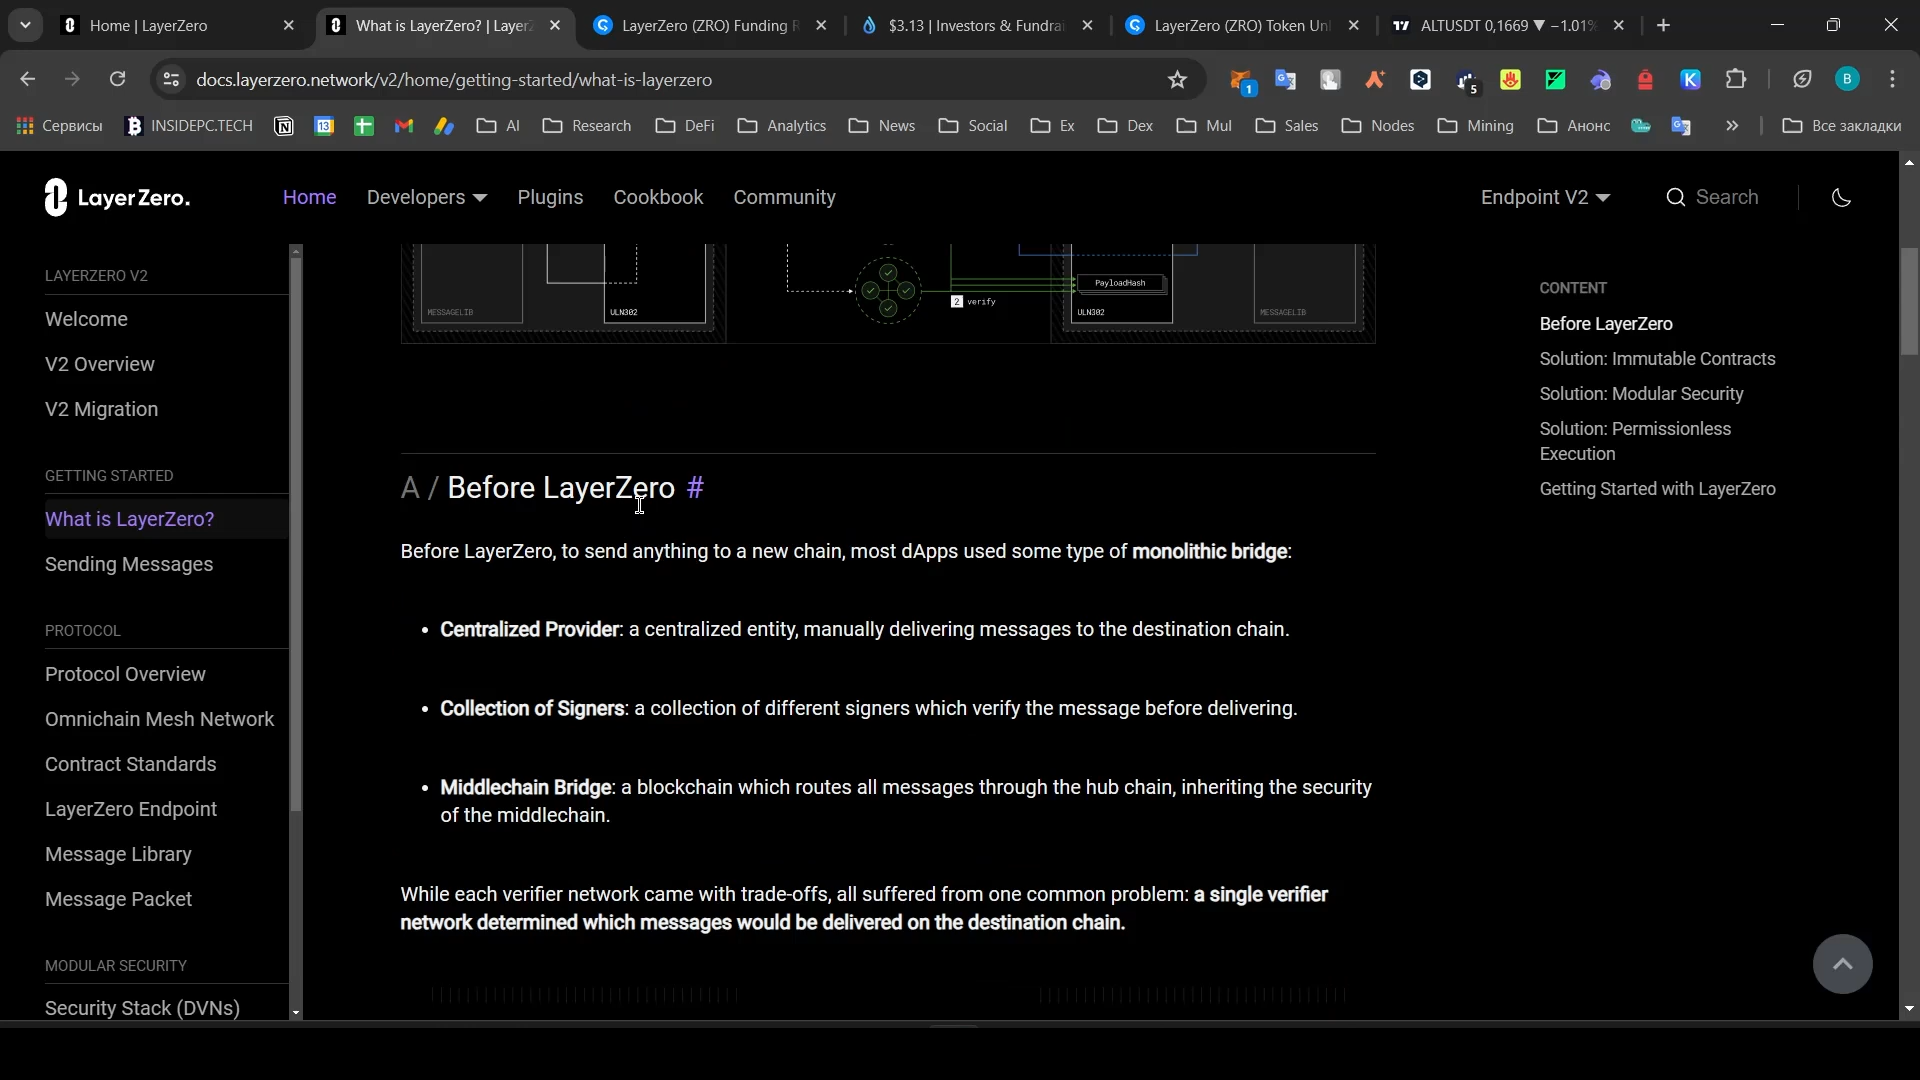 Home | LayerZero
What is LayerZero? | Layer
LayerZero (ZRO) Funding R
$3.13 | Investors & Fundrai
LayerZero (ZRO) Token Unl
ALTUSDT 0,1669 ▼ −1.01%
docs.layerzero.network/v2/home/getting-started/what-is-layerzero
1
5
B
Сервисы
INSIDEPC.TECH
13
AI
Research
DeFi
Analytics
News
Social
Ex
Dex
Mul
Sales
Nodes
Mining
Анонс
»
Все закладки
LayerZero.
Home
Developers
Plugins
Cookbook
Community
Endpoint V2
Search
LAYERZERO V2
Welcome
V2 Overview
V2 Migration
GETTING STARTED
What is LayerZero?
Sending Messages
PROTOCOL
Protocol Overview
Omnichain Mesh Network
Contract Standards
LayerZero Endpoint
Message Library
Message Packet
MODULAR SECURITY
Security Stack (DVNs)
MESSAGELIB
ULN302
2 verify
PayloadHash
ULN302
MESSAGELIB
A / Before LayerZero #
Before LayerZero, to send anything to a new chain, most dApps used some type of monolithic bridge:
• Centralized Provider: a centralized entity, manually delivering messages to the destination chain.
• Collection of Signers: a collection of different signers which verify the message before delivering.
• Middlechain Bridge: a blockchain which routes all messages through the hub chain, inheriting the security
of the middlechain.
While each verifier network came with trade-offs, all suffered from one common problem: a single verifier
network determined which messages would be delivered on the destination chain.
CONTENT
Before LayerZero
Solution: Immutable Contracts
Solution: Modular Security
Solution: Permissionless
Execution
Getting Started with LayerZero